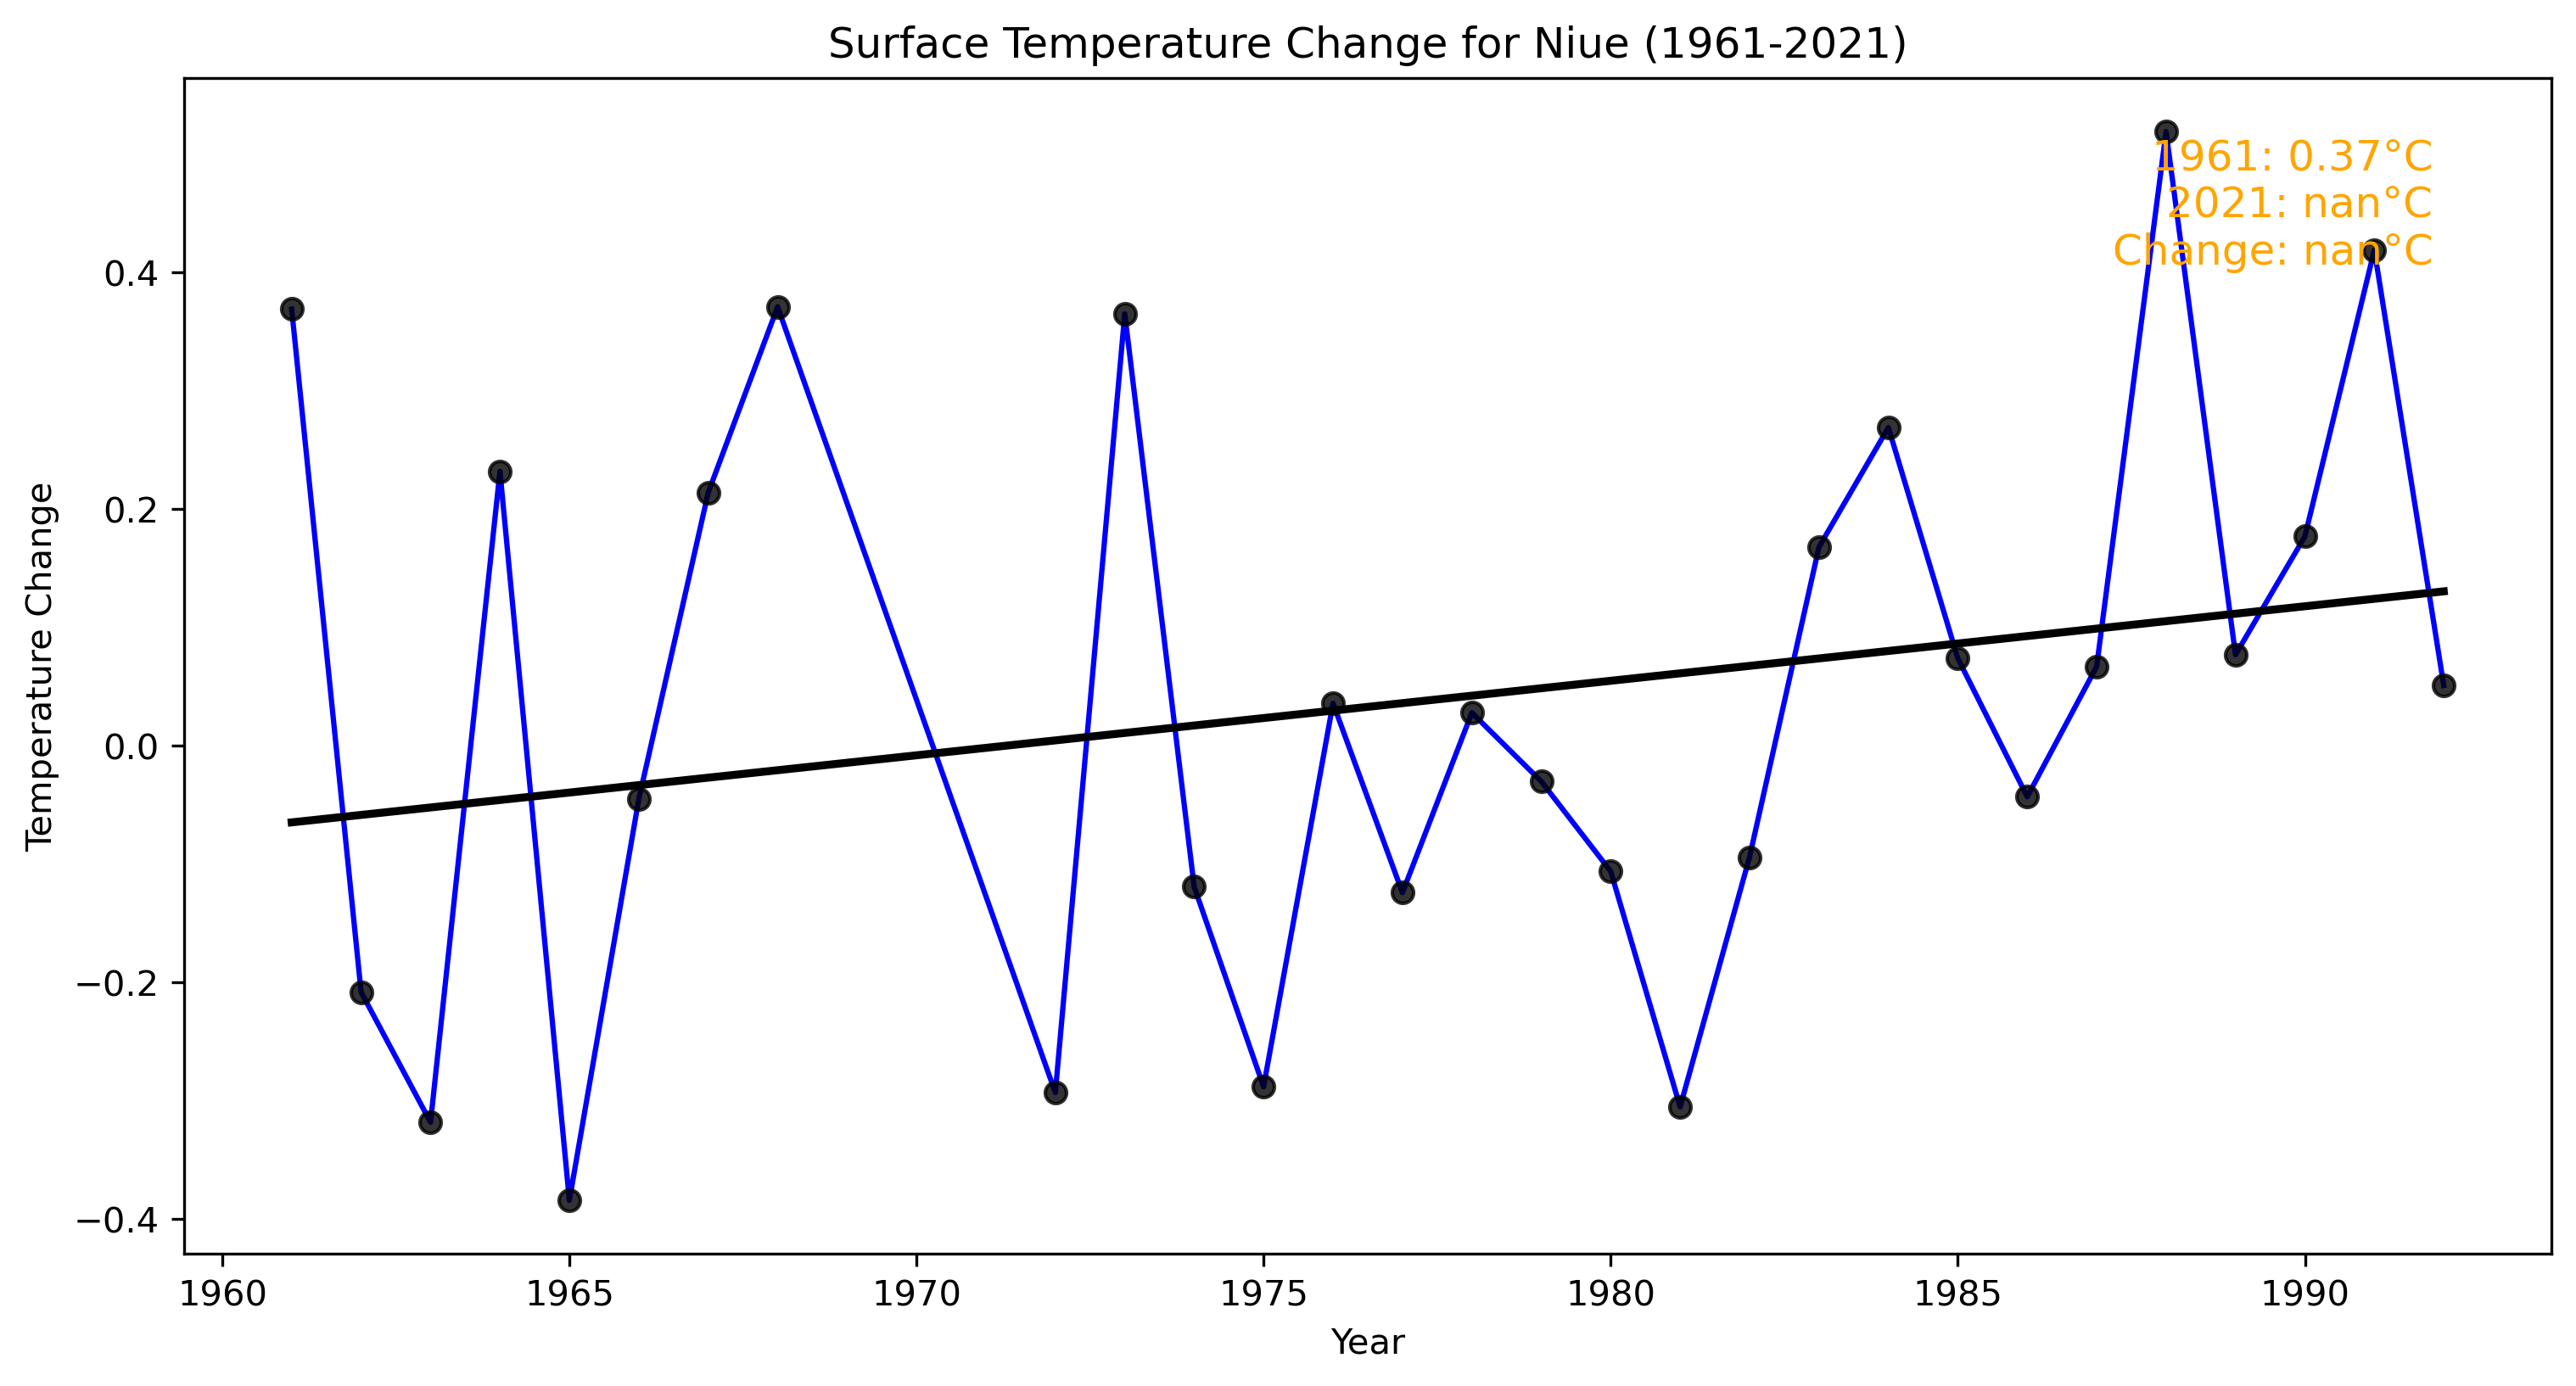 Surface Temperature Change for Niue (1961-2021)
1961: 0.37°C
2021: nan°C
Change: nan°C
Temperature Change
0.4
0.2
0.0
−0.2
−0.4
1960 1965 1970 1975 1980 1985 1990
Year